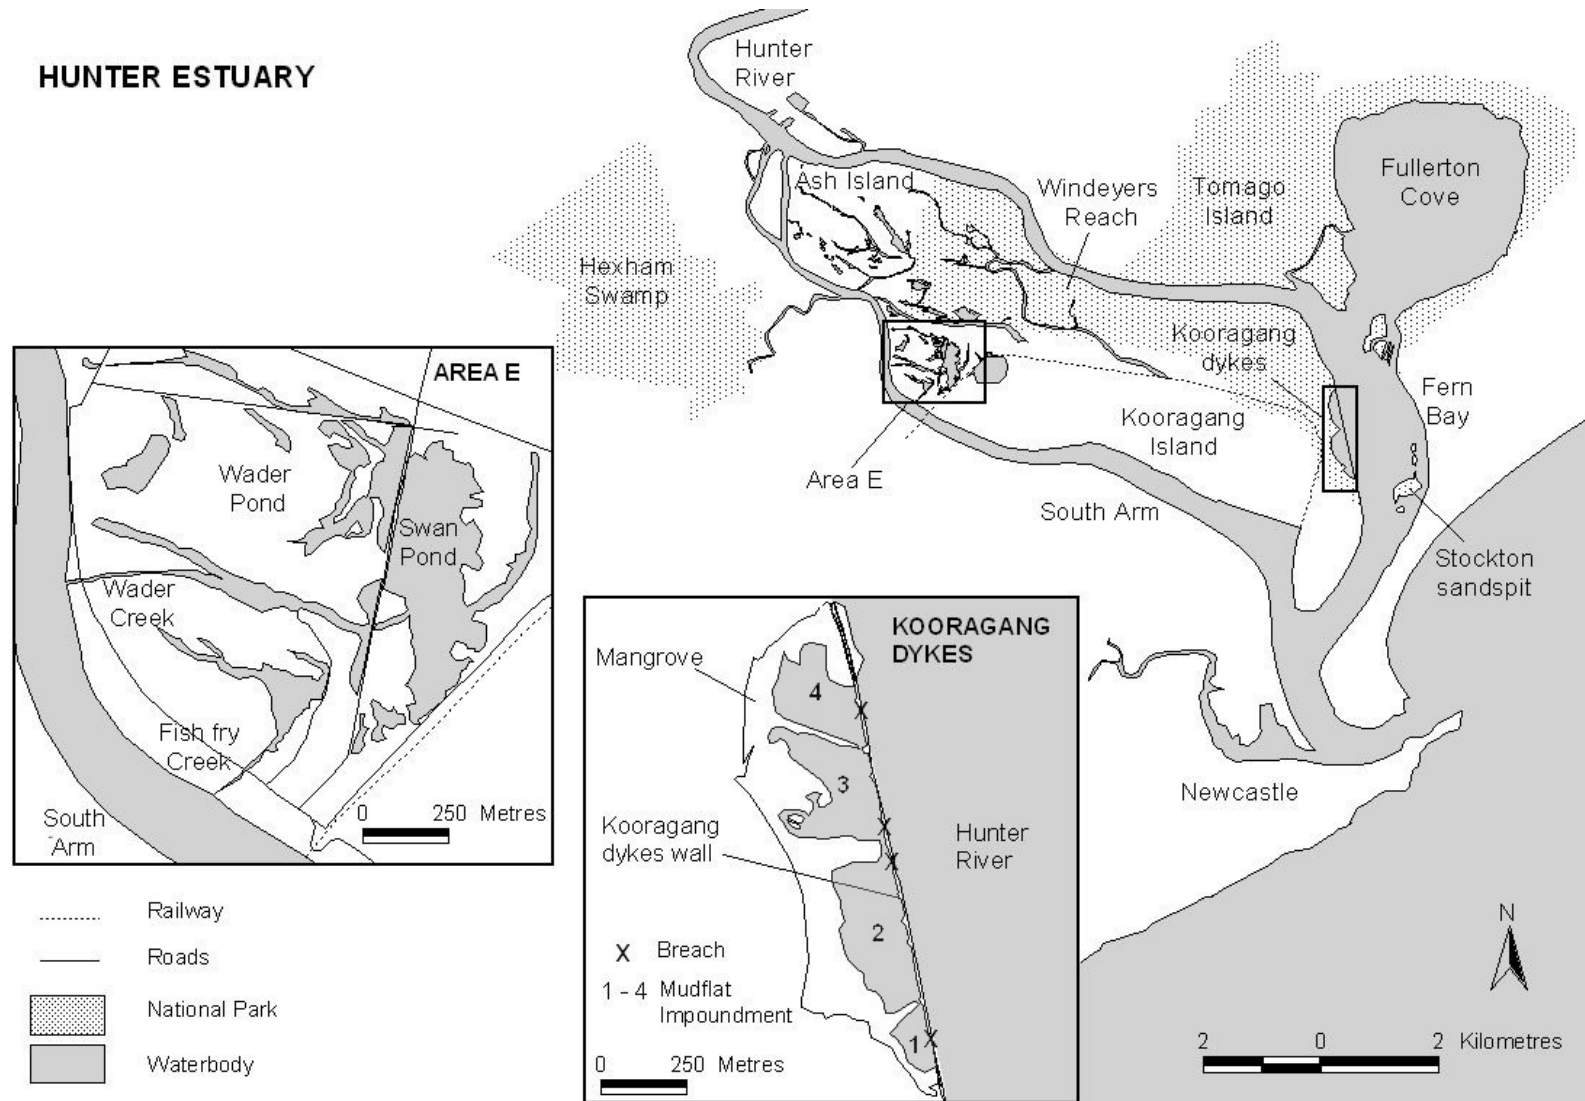 HUNTER ESTUARY
Hunter
River
Ash Island
Windeyers
Reach
Tomago
Island
Fullerton
Cove
Hexham
Swamp
Kooragang
dykes
Fern
Bay
Kooragang
Island
Area E
South Arm
Stockton
sandspit
Newcastle
N
2 0 2 Kilometres
AREA E
Wader
Pond
Swan
Pond
Wader
Creek
Fish fry
Creek
South
Arm
0 250 Metres
KOORAGANG
DYKES
Mangrove
4
3
Kooragang
dykes wall
Hunter
River
2
X Breach
1 - 4 Mudflat
Impoundment
1
0 250 Metres
X
X
X
X
Railway
Roads
National Park
Waterbody